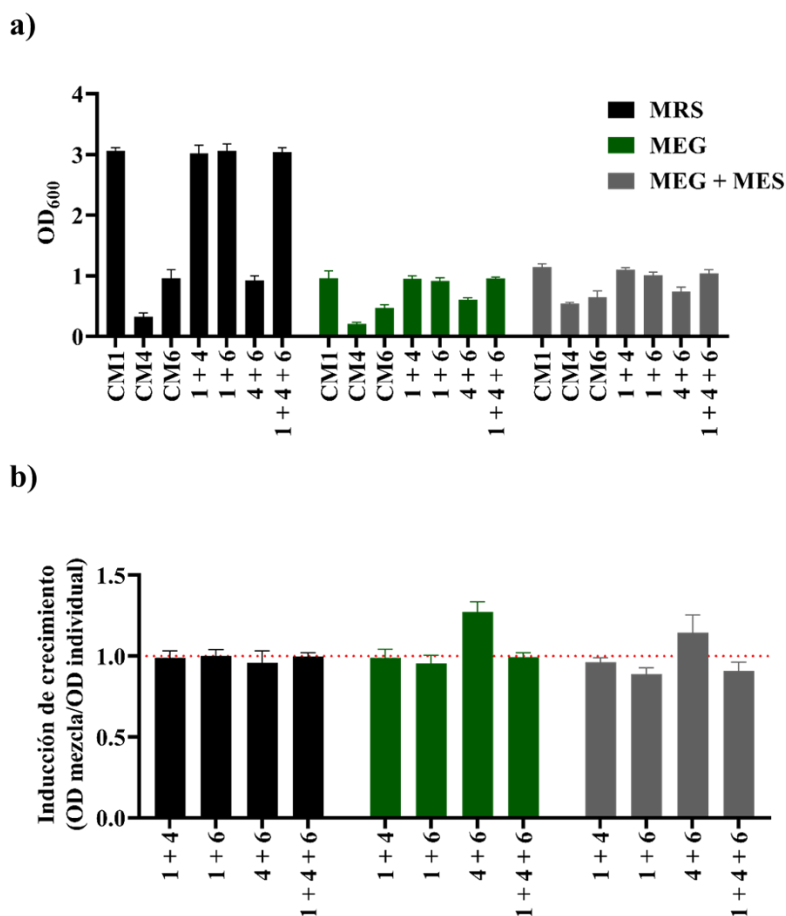 a)
4
3
2
1
0
OD600
MRS
MEG
MEG + MES
CM1
CM4
CM6
1 + 4
1 + 6
4 + 6
1 + 4 + 6
CM1
CM4
CM6
1 + 4
1 + 6
4 + 6
1 + 4 + 6
CM1
CM4
CM6
1 + 4
1 + 6
4 + 6
1 + 4 + 6
b)
Inducción de crecimiento
(OD mezcla/OD individual)
1.5
1.0
0.5
0.0
1 + 4
1 + 6
4 + 6
1 + 4 + 6
1 + 4
1 + 6
4 + 6
1 + 4 + 6
1 + 4
1 + 6
4 + 6
1 + 4 + 6